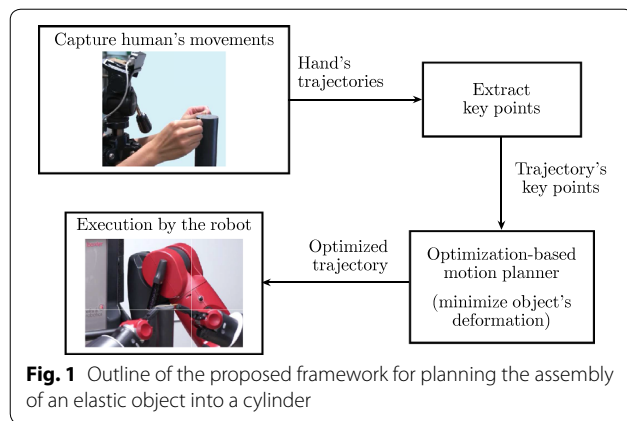 Capture human's movements
Hand's
trajectories
Extract
key points
Trajectory's
key points
Optimization-based
motion planner
(minimize object's
deformation)
Optimized
trajectory
Execution by the robot
Fig. 1 Outline of the proposed framework for planning the assembly
of an elastic object into a cylinder